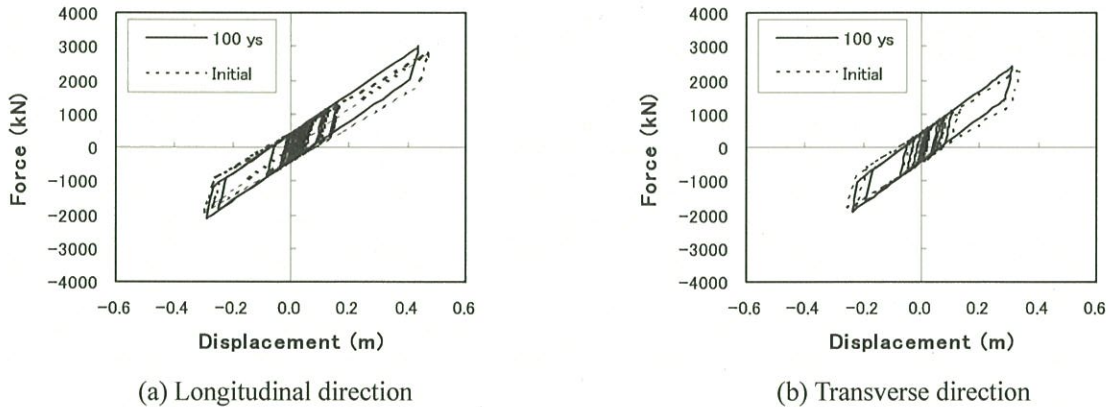 4000
3000
2000
1000
0
-1000
-2000
-3000
-4000
Force (kN)
100 ys
Initial
-0.6 -0.4 -0.2 0.0 0.2 0.4 0.6
Displacement (m)
(a) Longitudinal direction
4000
3000
2000
1000
0
-1000
-2000
-3000
-4000
Force (kN)
100 ys
Initial
-0.6 -0.4 -0.2 0.0 0.2 0.4 0.6
Displacement (m)
(b) Transverse direction